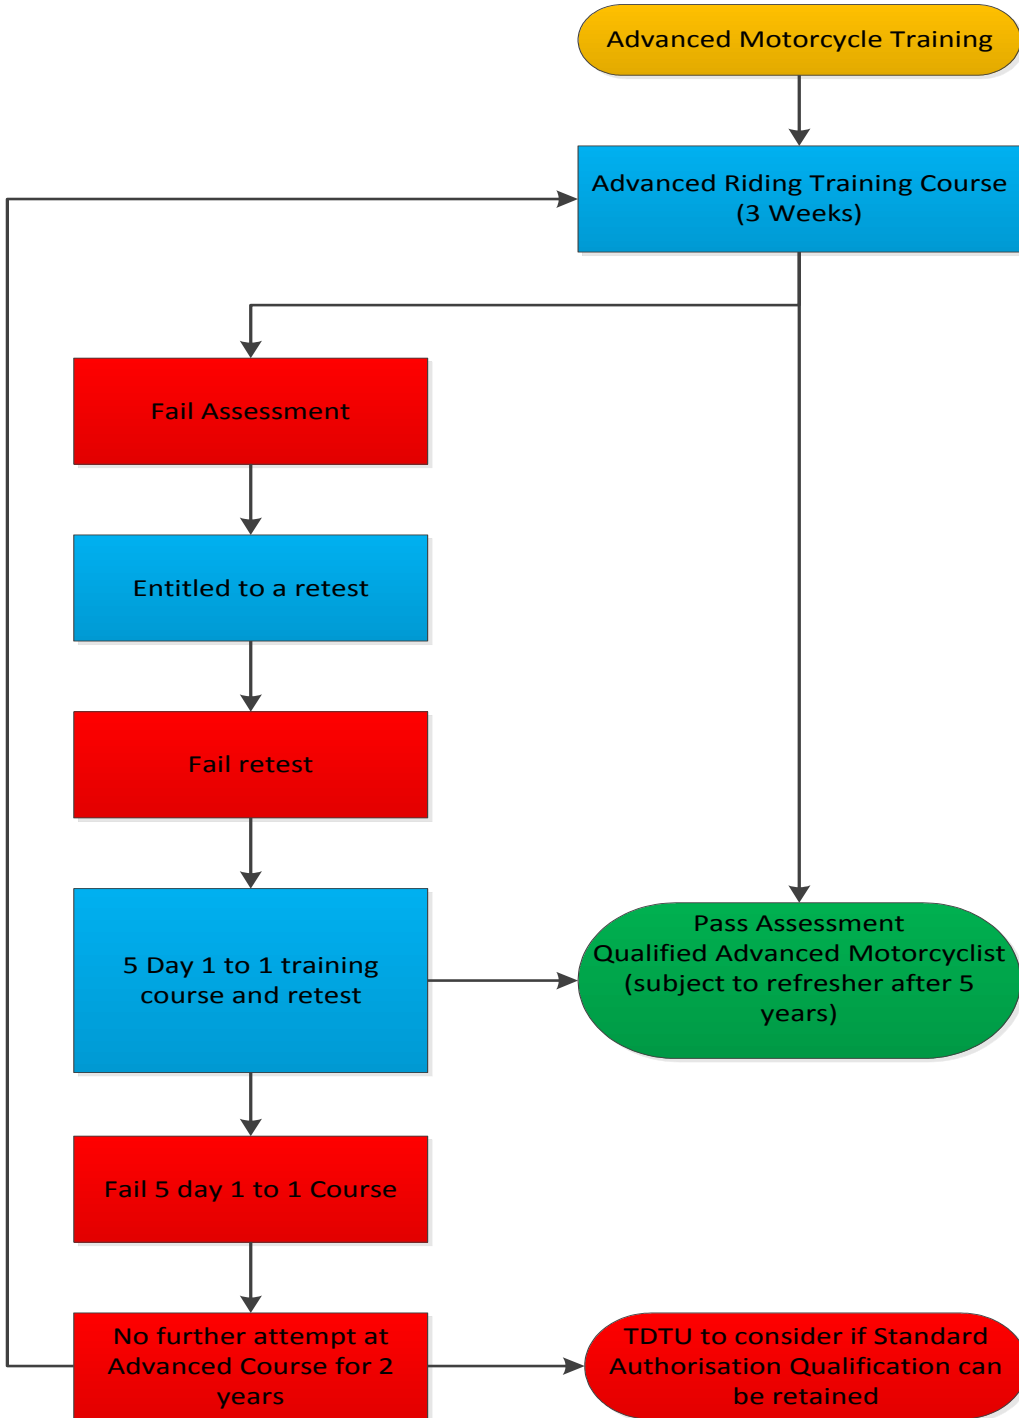 Advanced Motorcycle Training
Advanced Riding Training Course
(3 Weeks)
Fail Assessment
Entitled to a retest
Fail retest
5 Day 1 to 1 training
course and retest
Pass Assessment
Qualified Advanced Motorcyclist
(subject to refresher after 5
years)
Fail 5 day 1 to 1 Course
No further attempt at
Advanced Course for 2
years
TDTU to consider if Standard
Authorisation Qualification can
be retained